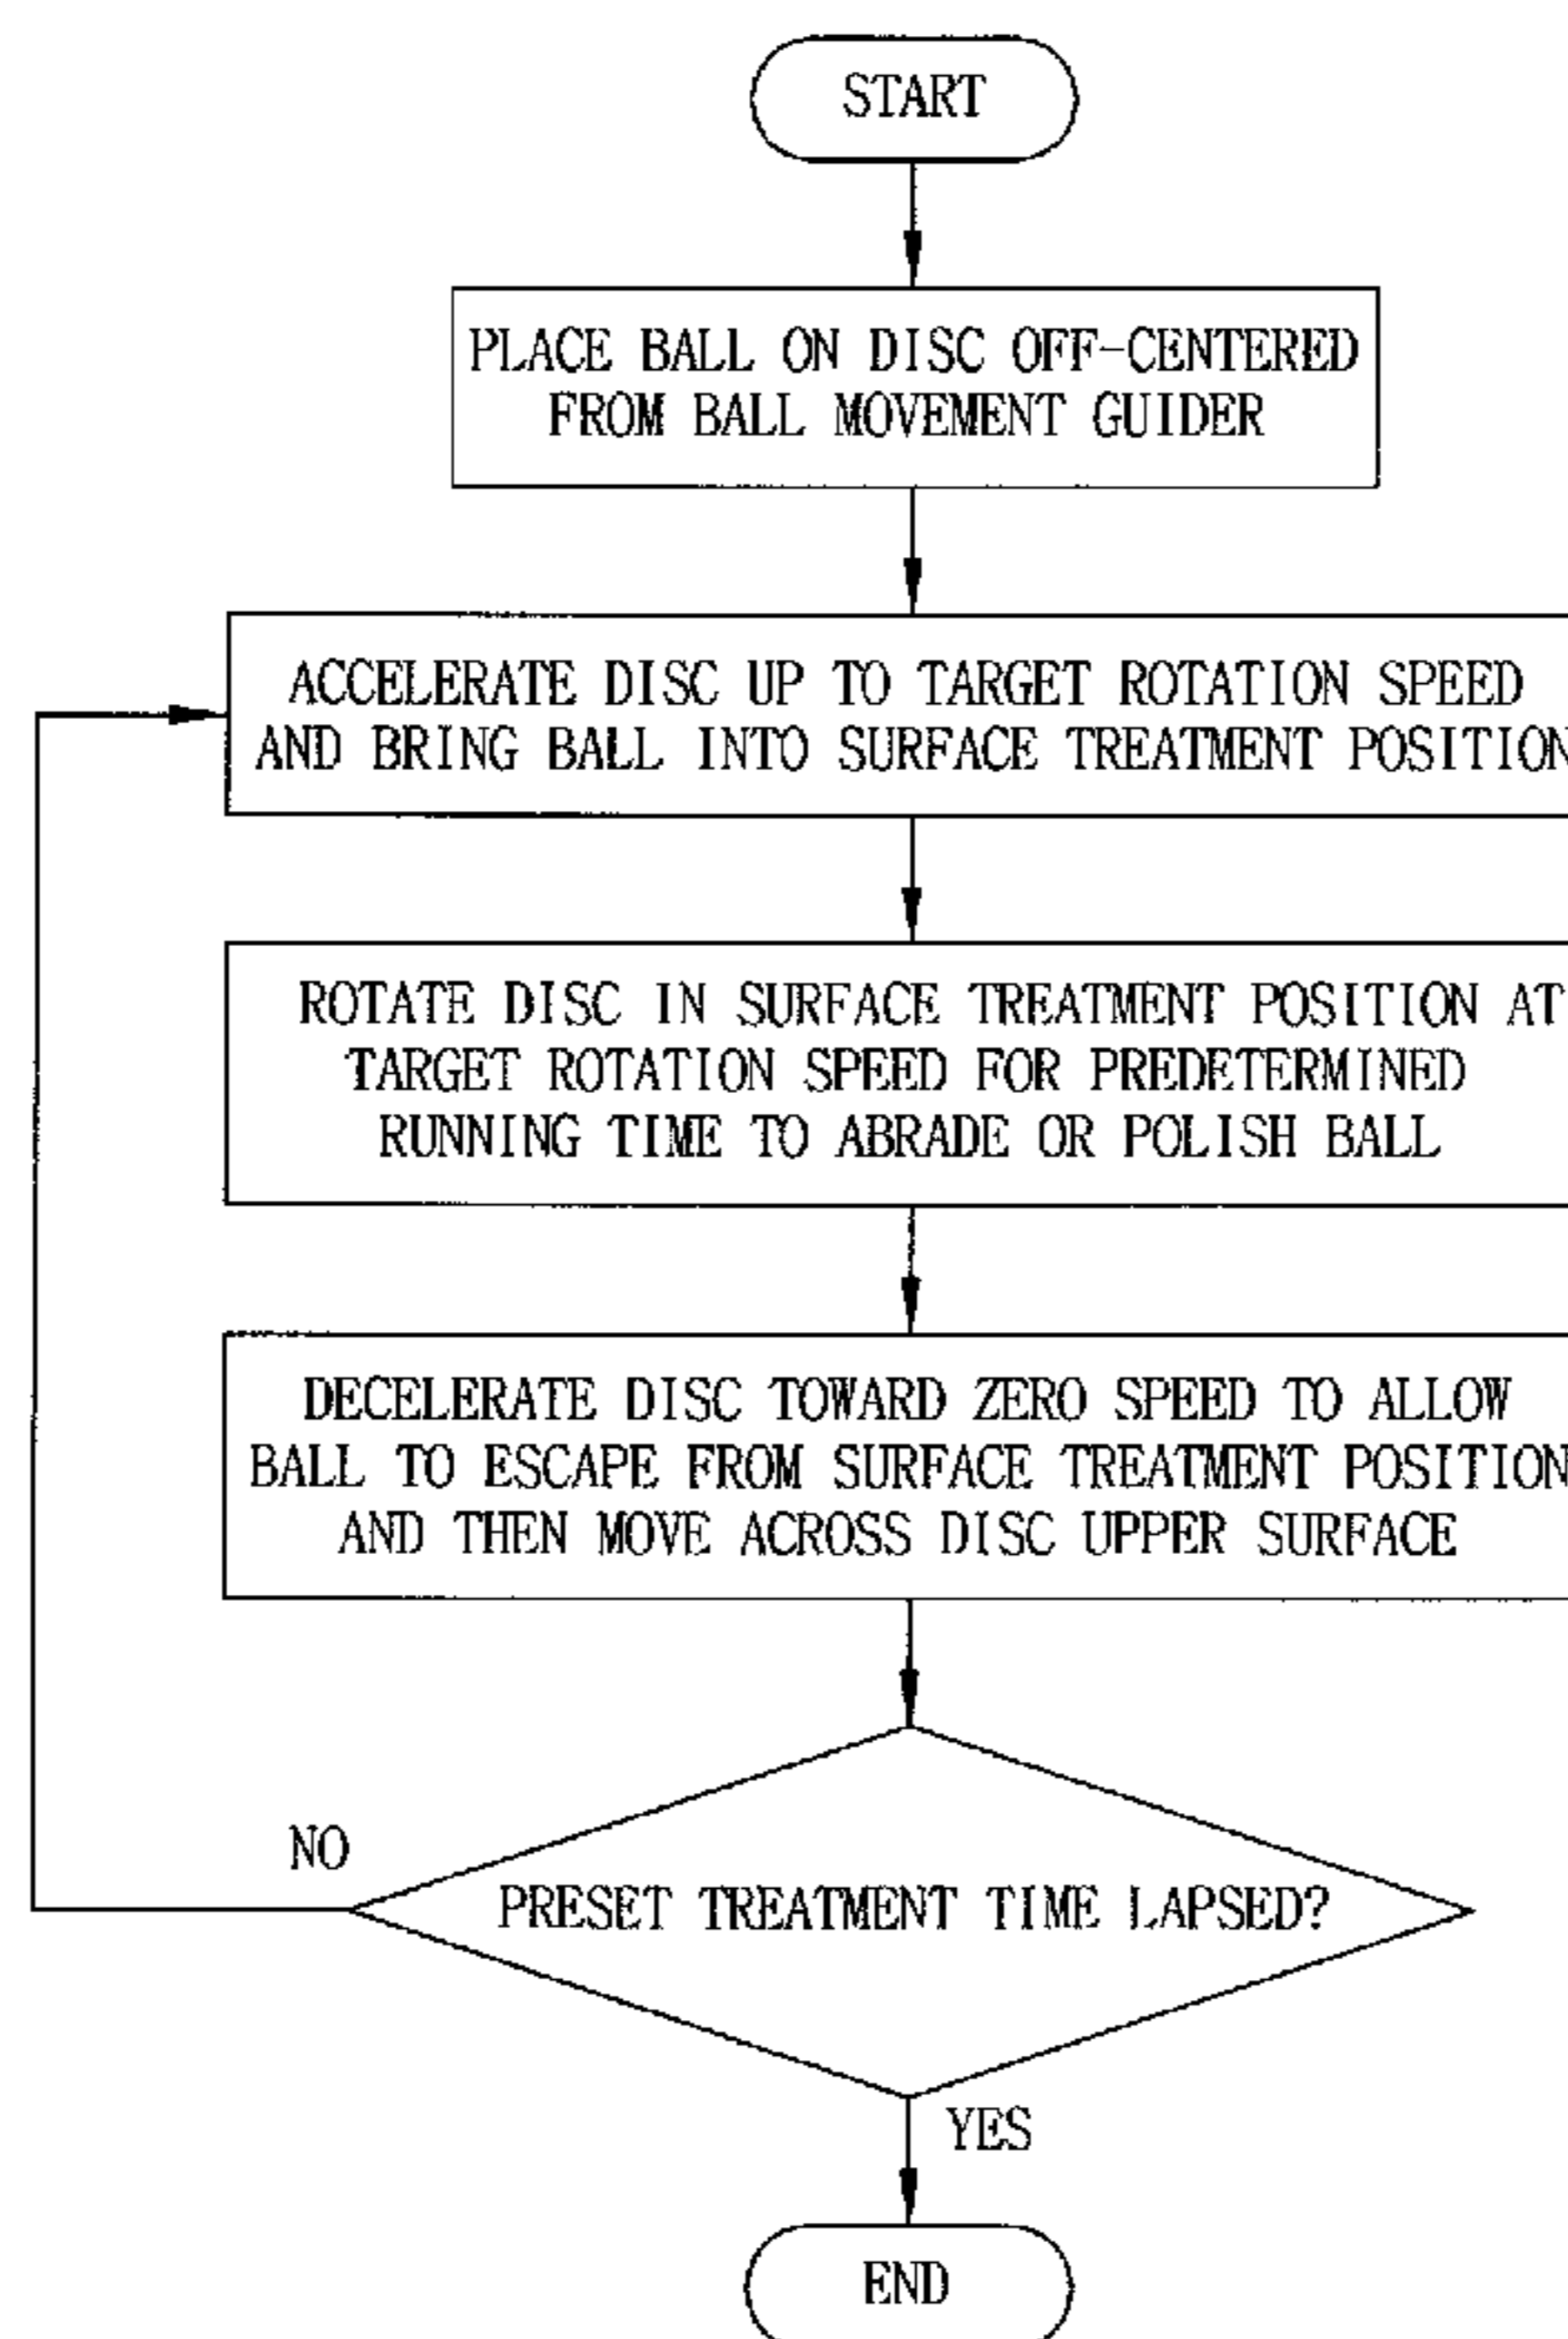 START
PLACE BALL ON DISC OFF-CENTERED
FROM BALL MOVEMENT GUIDER
ACCELERATE DISC UP TO TARGET ROTATION SPEED
AND BRING BALL INTO SURFACE TREATMENT POSITION
ROTATE DISC IN SURFACE TREATMENT POSITION AT
TARGET ROTATION SPEED FOR PREDETERMINED
RUNNING TIME TO ABRADE OR POLISH BALL
DECELERATE DISC TOWARD ZERO SPEED TO ALLOW
BALL TO ESCAPE FROM SURFACE TREATMENT POSITION
AND THEN MOVE ACROSS DISC UPPER SURFACE
NO
PRESET TREATMENT TIME LAPSED?
YES
END